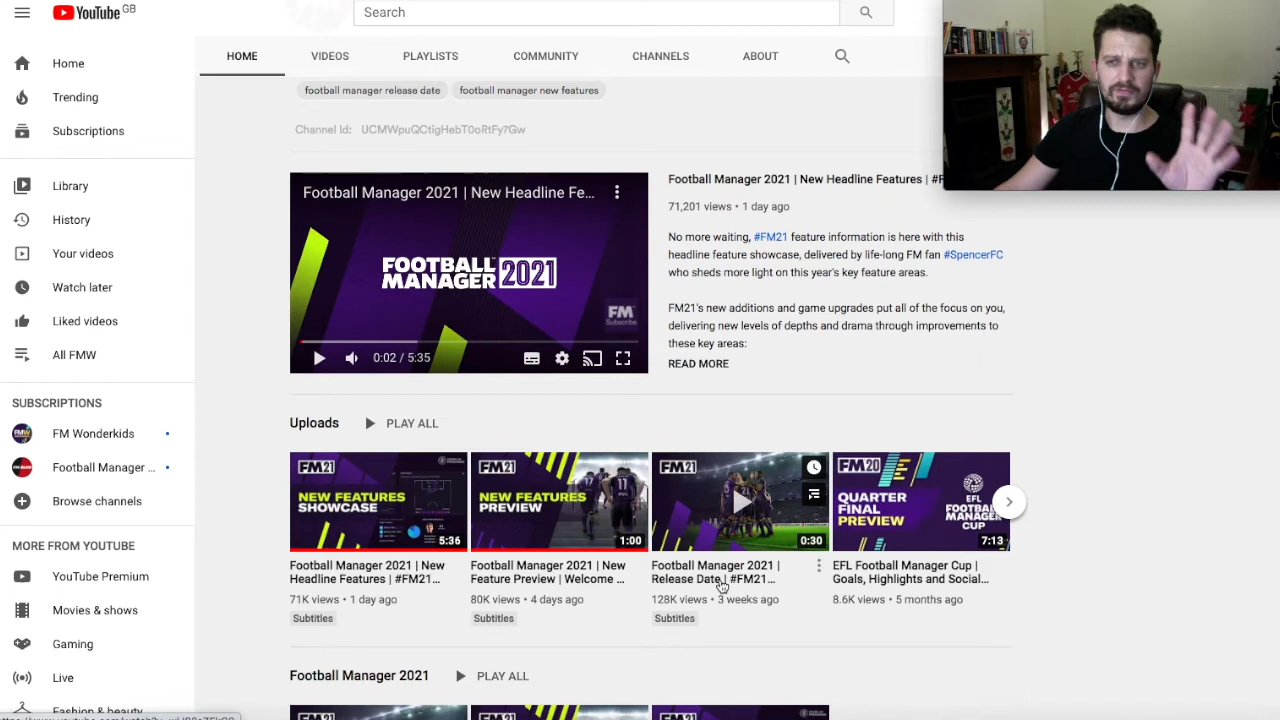 YouTube GB
Search
Home
Trending
Subscriptions
Library
History
Your videos
Watch later
Liked videos
All FMW
SUBSCRIPTIONS
FM Wonderkids
Football Manager ...
Browse channels
MORE FROM YOUTUBE
YouTube Premium
Movies & shows
Gaming
Live
Fashion & beauty
HOME VIDEOS PLAYLISTS COMMUNITY CHANNELS ABOUT
football manager release date football manager new features
Channel Id: UCMWpuQCtigHebT0oRtFy7Gw
Football Manager 2021 | New Headline Fe...
FOOTBALL
MANAGER 2021
FM
Subscribe
0:02 / 5:35
Football Manager 2021 | New Headline Features | #F
71,201 views • 1 day ago
No more waiting, #FM21 feature information is here with this
headline feature showcase, delivered by life-long FM fan #SpencerFC
who sheds more light on this year's key feature areas.
FM21's new additions and game upgrades put all of the focus on you,
delivering new levels of depths and drama through improvements to
these key areas:
READ MORE
Uploads PLAY ALL
FM21
NEW FEATURES
SHOWCASE
5:36
Football Manager 2021 | New
Headline Features | #FM21...
71K views • 1 day ago
Subtitles
FM21
NEW FEATURES
PREVIEW
11
1:00
Football Manager 2021 | New
Feature Preview | Welcome ...
80K views • 4 days ago
Subtitles
FM21
0:30
Football Manager 2021 |
Release Date | #FM21...
128K views • 3 weeks ago
Subtitles
FM20
QUARTER
FINAL
PREVIEW
EFL
FOOTBALL
MANAGER
CUP
7:13
EFL Football Manager Cup |
Goals, Highlights and Social...
8.6K views • 5 months ago
Football Manager 2021 PLAY ALL